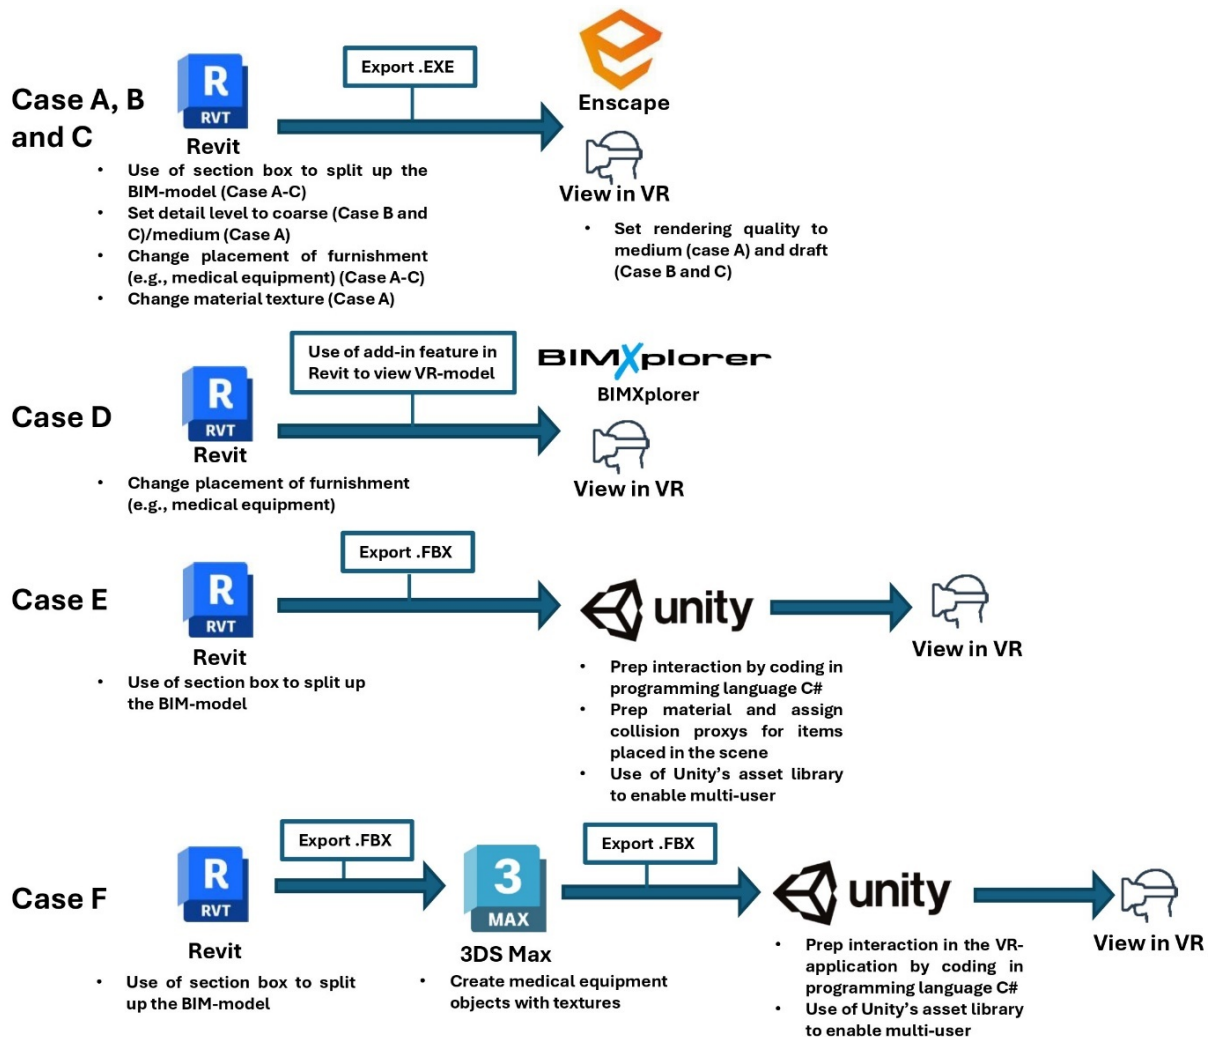 Case A, B
and C
R
RVT
Revit
Export .EXE
Enscape
View in VR
• Use of section box to split up the
BIM-model (Case A-C)
• Set detail level to coarse (Case B and
C)/medium (Case A)
• Change placement of furnishment
(e.g., medical equipment) (Case A-C)
• Change material texture (Case A)
• Set rendering quality to
medium (case A) and draft
(Case B and C)
Case D
R
RVT
Revit
Use of add-in feature in
Revit to view VR-model
BIMXplorer
BIMXplorer
View in VR
• Change placement of furnishment
(e.g., medical equipment)
Case E
R
RVT
Revit
Export .FBX
unity
View in VR
• Use of section box to split up
the BIM-model
• Prep interaction by coding in
programming language C#
• Prep material and assign
collision proxys for items
placed in the scene
• Use of Unity's asset library
to enable multi-user
Case F
R
RVT
Revit
Export .FBX
3
MAX
3DS Max
Export .FBX
unity
View in VR
• Use of section box to split
up the BIM-model
• Create medical equipment
objects with textures
• Prep interaction in the VR-
application by coding in
programming language C#
• Use of Unity's asset library
to enable multi-user